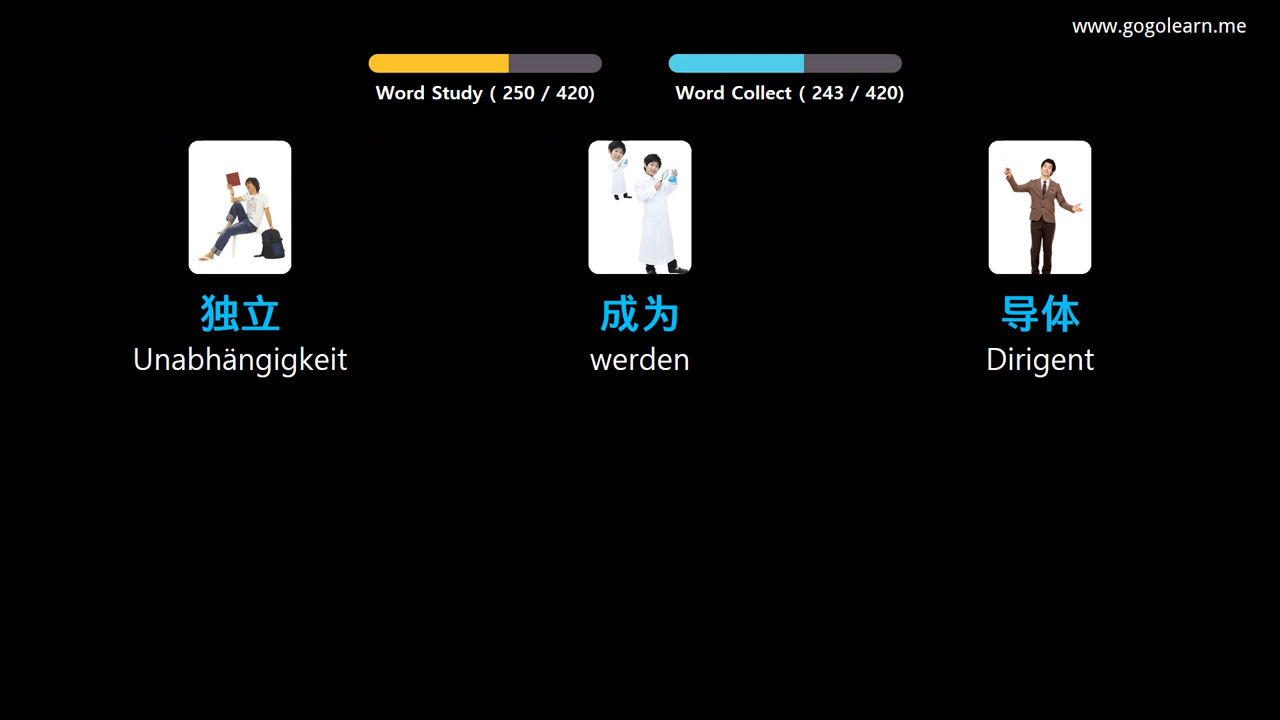 www.gogolearn.me
Word Study ( 250 / 420)
Word Collect ( 243 / 420)
独立
成为
导体
Unabhängigkeit
werden
Dirigent